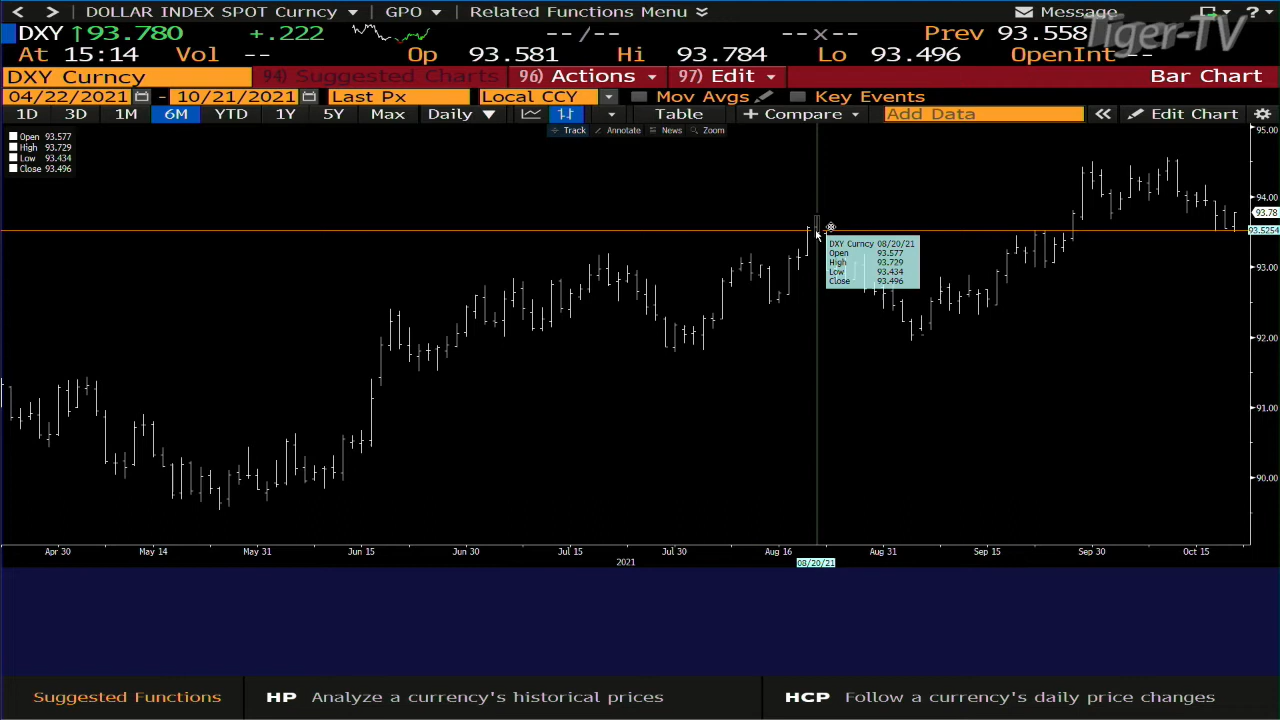 < > DOLLAR INDEX SPOT Curncy GPO Related Functions Menu Message
Tiger-TV
DXY ↑93.780 +.222 --/-- --x-- Prev 93.558
At 15:14 Vol -- Op 93.581 Hi 93.784 Lo 93.496 OpenInt --
DXY Curncy 94) Suggested Charts 96) Actions 97) Edit Bar Chart
04/22/2021 - 10/21/2021 Last Px Local CCY Mov Avgs Key Events
1D 3D 1M 6M YTD 1Y 5Y Max Daily Table + Compare Add Data « Edit Chart
Track Annotate News Zoom
Open 93.577
High 93.729
Low 93.434
Close 93.496
95.00
94.00
93.78
93.5254
93.00
92.00
91.00
90.00
DXY Curncy 08/20/21
Open 93.577
High 93.729
Low 93.434
Close 93.496
Apr 30 May 14 May 31 Jun 15 Jun 30 Jul 15 Jul 30 Aug 16 Aug 31 Sep 15 Sep 30 Oct 15
2021 08/20/21
Suggested Functions HP Analyze a currency's historical prices HCP Follow a currency's daily price changes